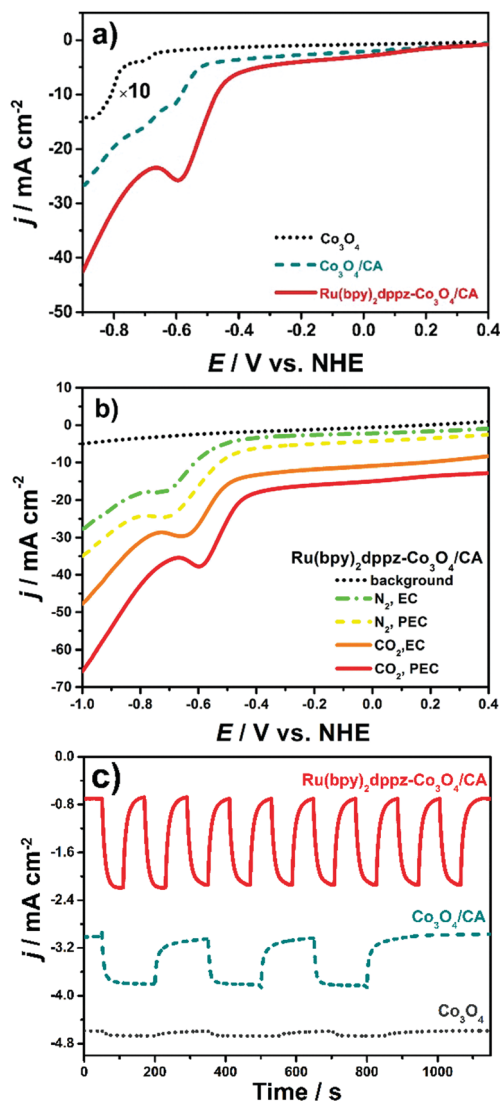 a)
0
-10
-20
-30
-40
-50
j / mA cm⁻²
×10
Co₃O₄
Co₃O₄/CA
Ru(bpy)₂dppz-Co₃O₄/CA
-0.8 -0.6 -0.4 -0.2 0.0 0.2 0.4
E / V vs. NHE
b)
10
0
-10
-20
-30
-40
-50
-60
-70
j / mA cm⁻²
Ru(bpy)₂dppz-Co₃O₄/CA
background
N₂, EC
N₂, PEC
CO₂,EC
CO₂, PEC
-1.0 -0.8 -0.6 -0.4 -0.2 0.0 0.2 0.4
E / V vs. NHE
c)
0.0
-0.8
-1.6
-2.4
-3.2
-4.0
-4.8
j / mA cm⁻²
Ru(bpy)₂dppz-Co₃O₄/CA
Co₃O₄/CA
Co₃O₄
0 200 400 600 800 1000
Time / s